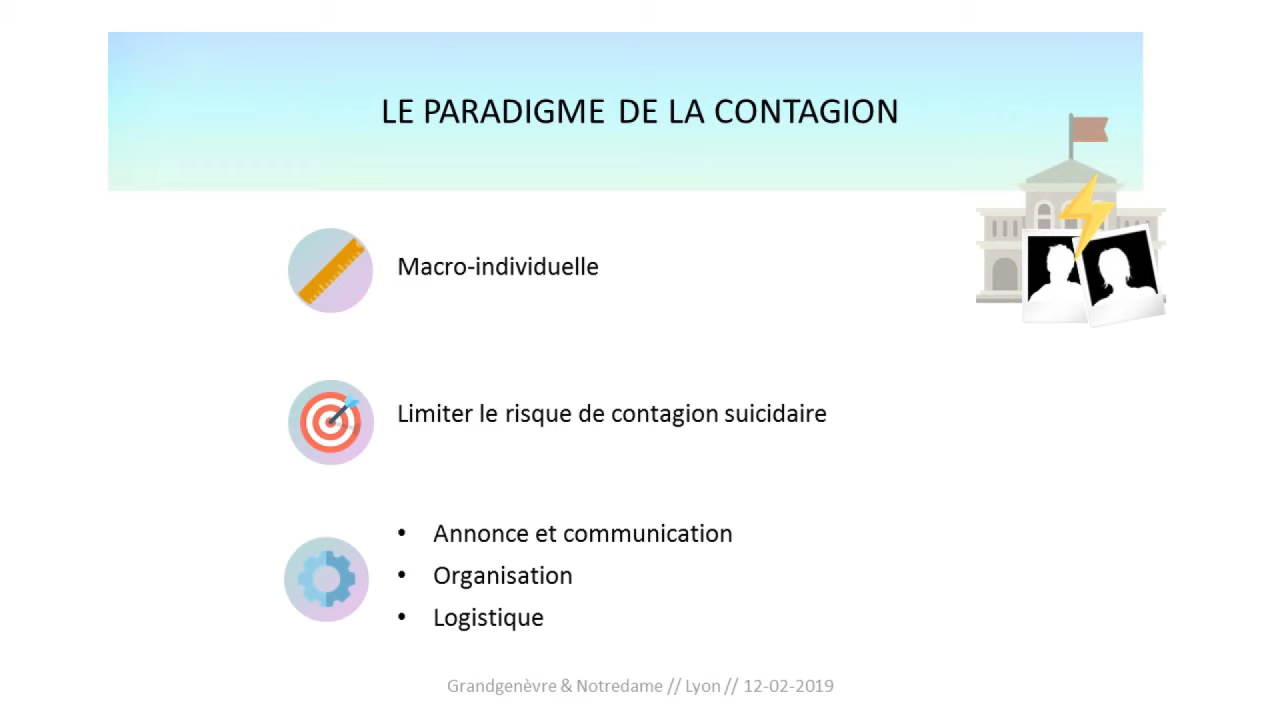 LE PARADIGME DE LA CONTAGION
Macro-individuelle
Limiter le risque de contagion suicidaire
• Annonce et communication
• Organisation
• Logistique
Grandgenèvre & Notredame // Lyon // 12-02-2019